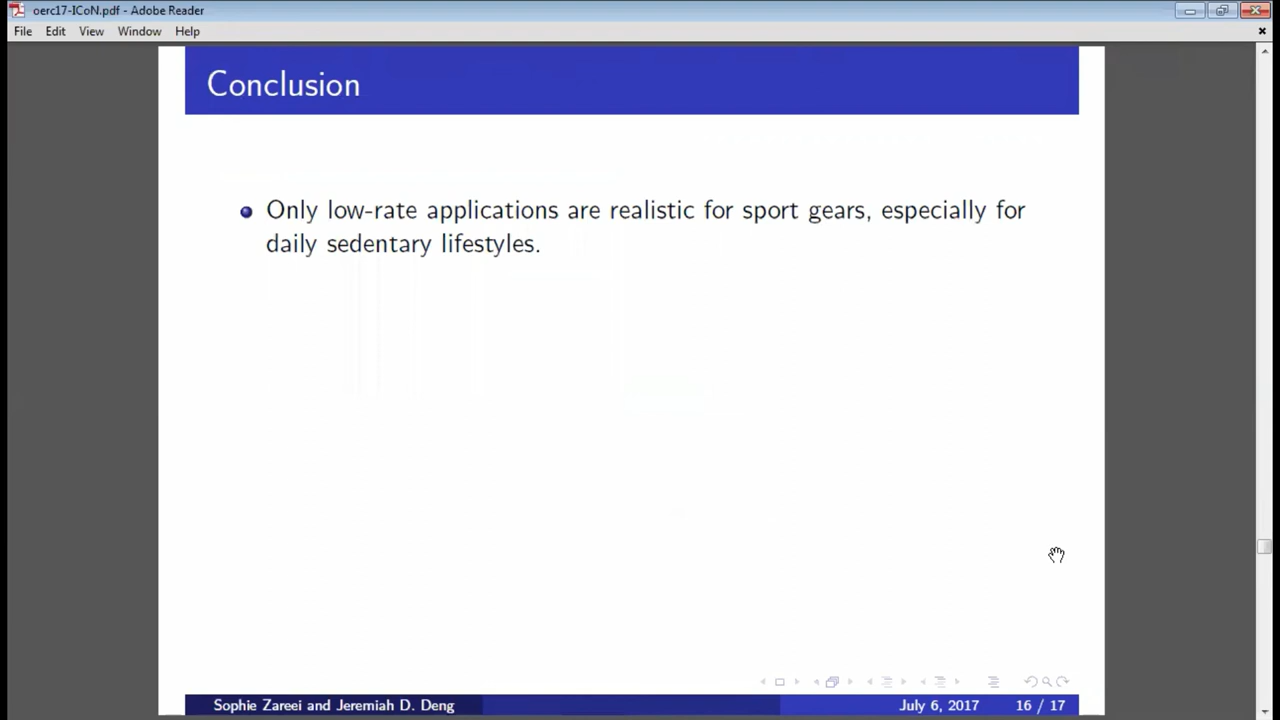 oerc17-ICoN.pdf - Adobe Reader
File Edit View Window Help
Conclusion
Only low-rate applications are realistic for sport gears, especially for
daily sedentary lifestyles.
Sophie Zareei and Jeremiah D. Deng
July 6, 2017
16 / 17